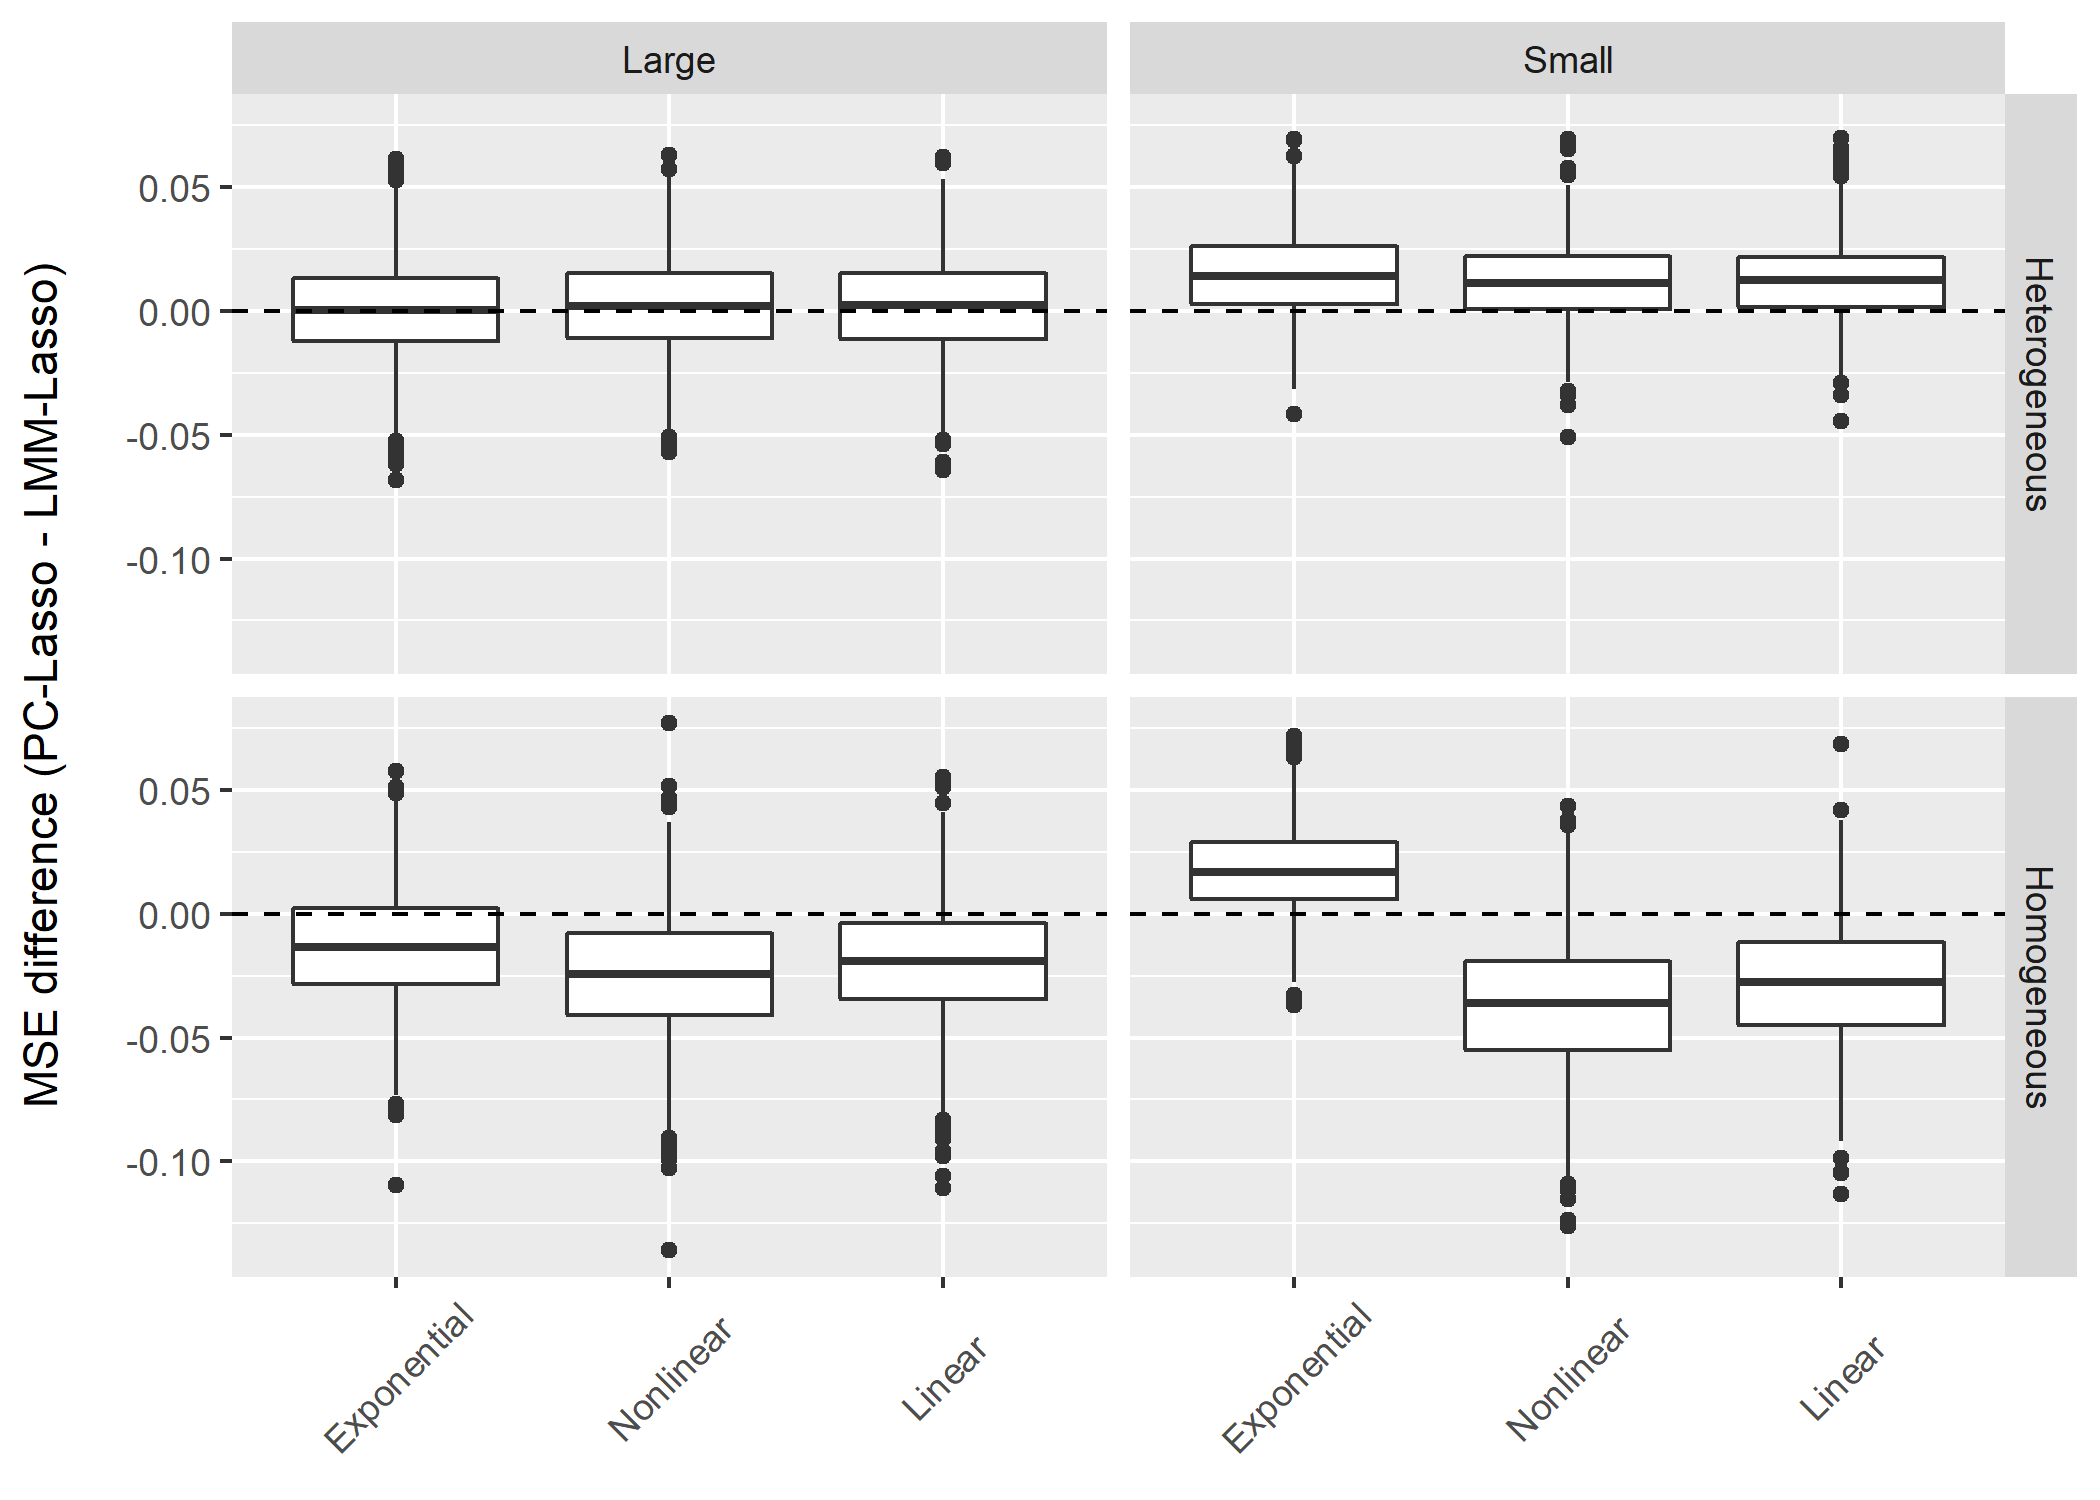 Large
Small
MSE difference (PC-Lasso - LMM-Lasso)
0.05
0.00
-0.05
-0.10
Heterogeneous
0.05
0.00
-0.05
-0.10
Homogeneous
Exponential
Nonlinear
Linear
Exponential
Nonlinear
Linear